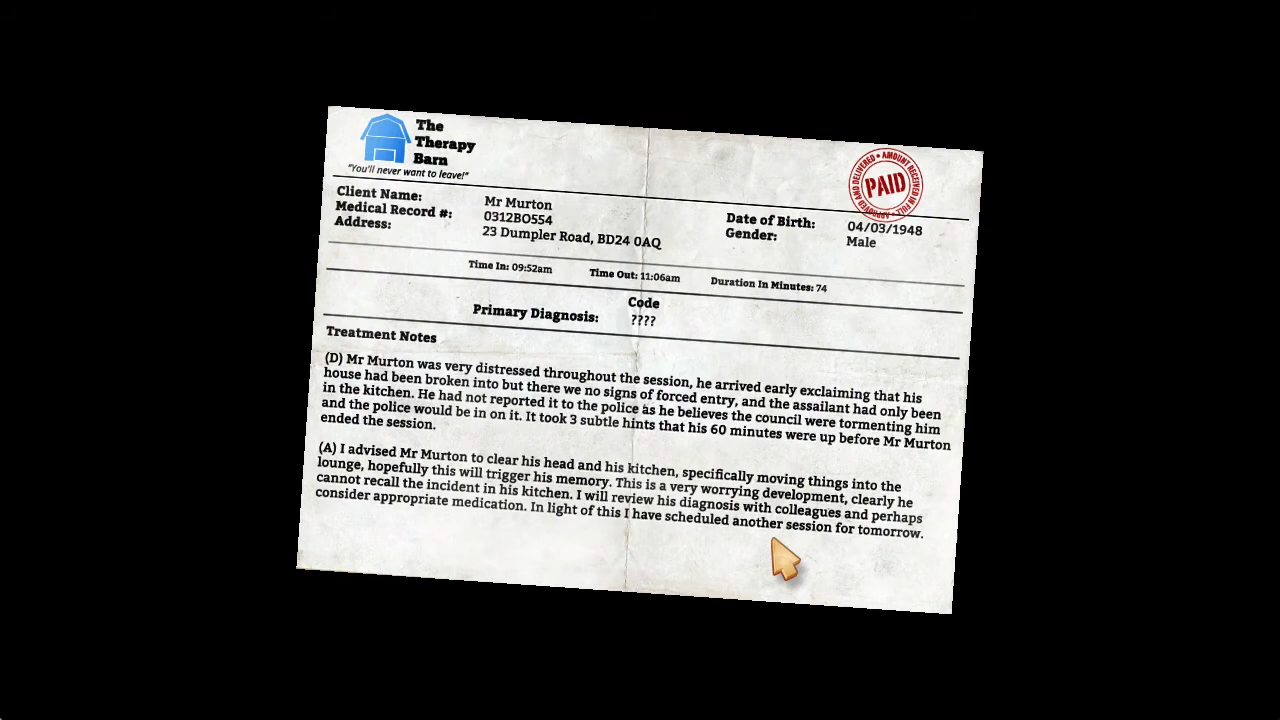 The
Therapy
Barn
"You'll never want to leave!"
AND DELIVERED • AMOUNT RECEIVED IN FULL
PAID
Client Name: Mr Murton
Medical Record #: 0312BO554
Address: 23 Dumpler Road, BD24 0AQ
Date of Birth: 04/03/1948
Gender: Male
Time In: 09:52am Time Out: 11:06am Duration In Minutes: 74
Code
Primary Diagnosis: ????
Treatment Notes
(D) Mr Murton was very distressed throughout the session, he arrived early exclaiming that his
house had been broken into but there we no signs of forced entry, and the assailant had only been
in the kitchen. He had not reported it to the police as he believes the council were tormenting him
and the police would be in on it. It took 3 subtle hints that his 60 minutes were up before Mr Murton
ended the session.
(A) I advised Mr Murton to clear his head and his kitchen, specifically moving things into the
lounge, hopefully this will trigger his memory. This is a very worrying development, clearly he
cannot recall the incident in his kitchen. I will review his diagnosis with colleagues and perhaps
consider appropriate medication. In light of this I have scheduled another session for tomorrow.